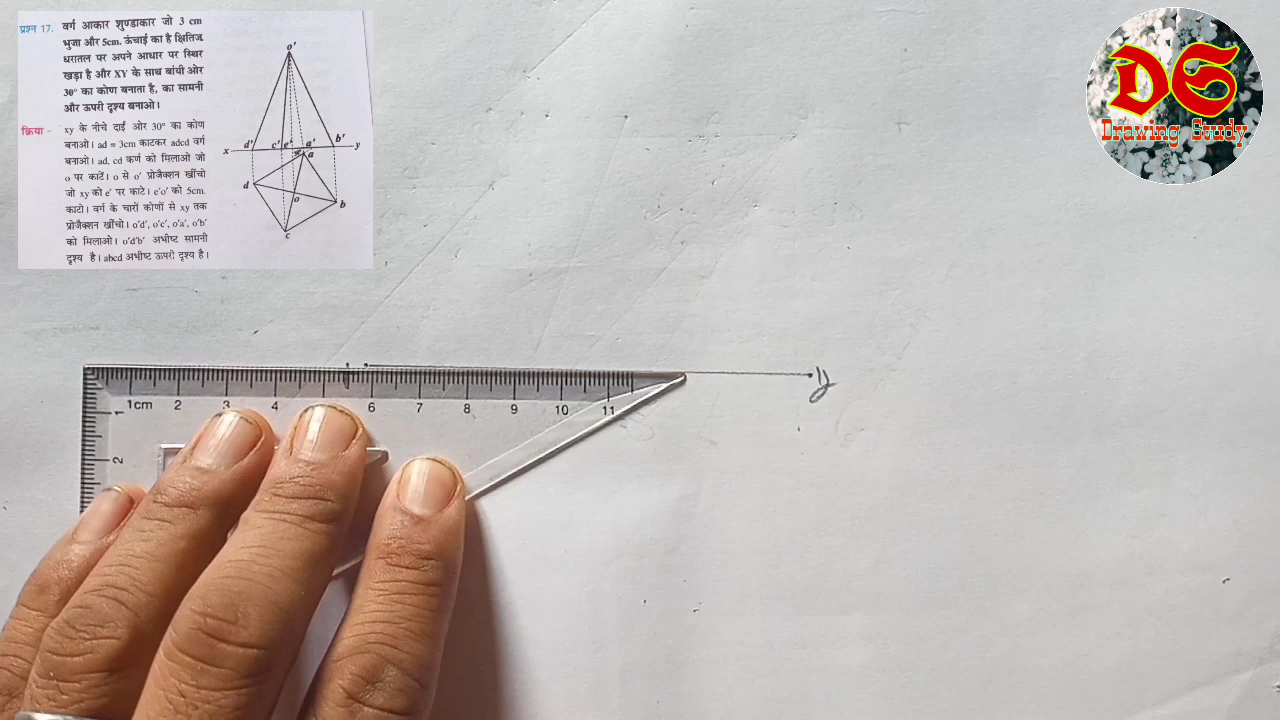 प्रश्न 17. वर्ग आकार शुण्डाकार जो 3 cm
भुजा और 5cm. ऊंचाई का है क्षितिज
धरातल पर अपने आधार पर स्थिर
खड़ा है और XY के साथ बांयी ओर
30° का कोण बनाता है, का सामनी
और ऊपरी दृश्य बनाओ।
क्रिया – xy के नीचे दाईं ओर 30° का कोण
बनाओ। ad = 3cm काटकर adcd वर्ग
बनाओ। ad, cd कर्ण को मिलाओ जो
o पर काटें। o से o' प्रोजैक्शन खींचो
जो xy को e' पर काटे। e'o' को 5cm.
काटो। वर्ग के चारों कोणों से xy तक
प्रोजैक्शन खींचो। o'd', o'c', o'a', o'b'
को मिलाओ। o'd'b' अभीष्ट सामनी
दृश्य है। abcd अभीष्ट ऊपरी दृश्य है।
o'
x d' c' e' a' b' y
a
d
o b
c
DS
Drawing Study
y
1cm 2 3 4 5 6 7 8 9 10 11
1
2